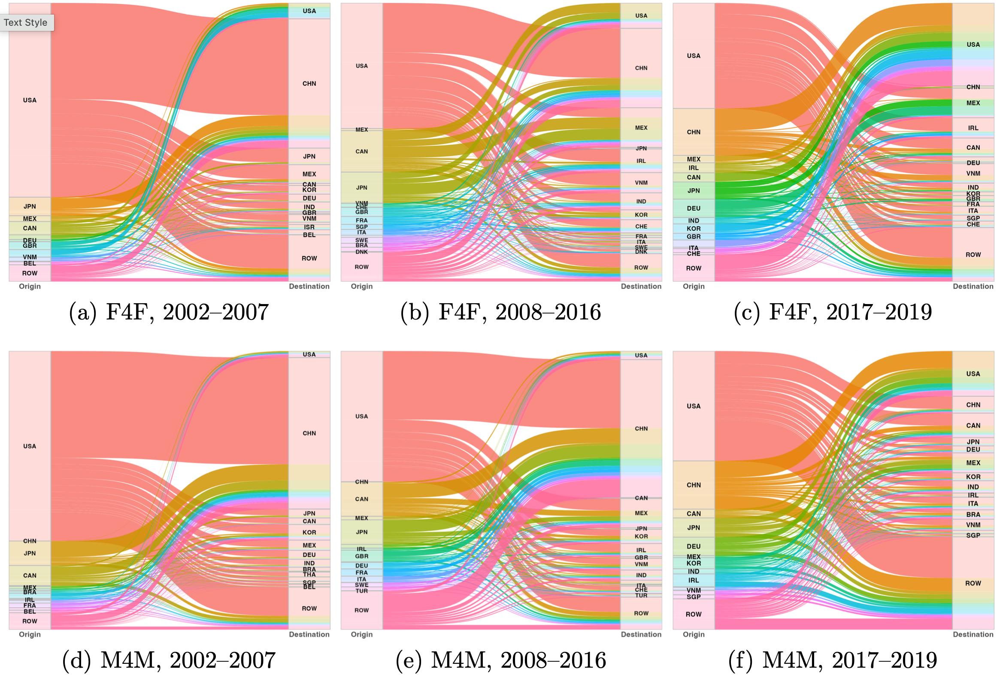 Text Style
USA
JPN
MEX
CAN
DEU
GBR
VNM
BEL
ROW
Origin
USA
CHN
JPN
MEX
CAN
KOR
DEU
IND
GBR
VNM
ISR
BEL
ROW
Destination
(a) F4F, 2002–2007
USA
MEX
CAN
JPN
VNM
CHE
GBR
FRA
SGP
ITA
SWE
BRA
DNK
ROW
Origin
USA
CHN
MEX
JPN
IRL
VNM
IND
KOR
CHE
FRA
ITA
SWE
DNK
ROW
Destination
(b) F4F, 2008–2016
USA
CHN
MEX
IRL
CAN
JPN
DEU
IND
KOR
GBR
ITA
CHE
ROW
Origin
USA
CHN
MEX
IRL
CAN
DEU
VNM
IND
KOR
GBR
FRA
ITA
SGP
CHE
ROW
Destination
(c) F4F, 2017–2019
USA
CHN
JPN
CAN
MEX
BRA
IRL
FRA
BEL
ROW
Origin
USA
CHN
JPN
CAN
KOR
MEX
DEU
IND
BRA
THA
SGP
BEL
ROW
Destination
(d) M4M, 2002–2007
USA
CHN
CAN
MEX
JPN
IRL
GBR
DEU
FRA
ITA
SWE
TUR
ROW
Origin
USA
CHN
CAN
MEX
JPN
KOR
IRL
GBR
VNM
IND
ITA
CHE
TUR
ROW
Destination
(e) M4M, 2008–2016
USA
CHN
CAN
JPN
DEU
MEX
KOR
IND
IRL
VNM
SGP
ROW
Origin
USA
CHN
CAN
JPN
DEU
MEX
KOR
IND
IRL
ITA
BRA
VNM
SGP
ROW
Destination
(f) M4M, 2017–2019